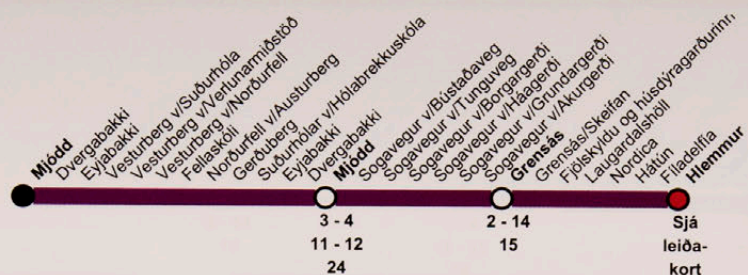 Mjódd
Dvergabakki
Eyjabakki
Vesturberg v/Suðurhóla
Vesturberg v/Verlunarmiðstöð
Vesturberg v/Norðurfell
Fellaskóli
Norðurfell v/Austurberg
Gerðuberg
Suðurhólar v/Hólabrekkuskóla
Eyjabakki
Dvergabakki
Mjódd
Sogavegur v/Bústaðaveg
Sogavegur v/Tunguveg
Sogavegur v/Borgargerði
Sogavegur v/Háagerði
Sogavegur v/Grundargerði
Sogavegur v/Akurgerði
Grensás
Grensás/Skeifan
Fjölskyldu og húsdýragarðurinn
Laugardalshöll
Nordica
Hátún
Fíladelfía
Hlemmur
3 - 4
11 - 12
24
2 - 14
15
Sjá
leiða-
kort